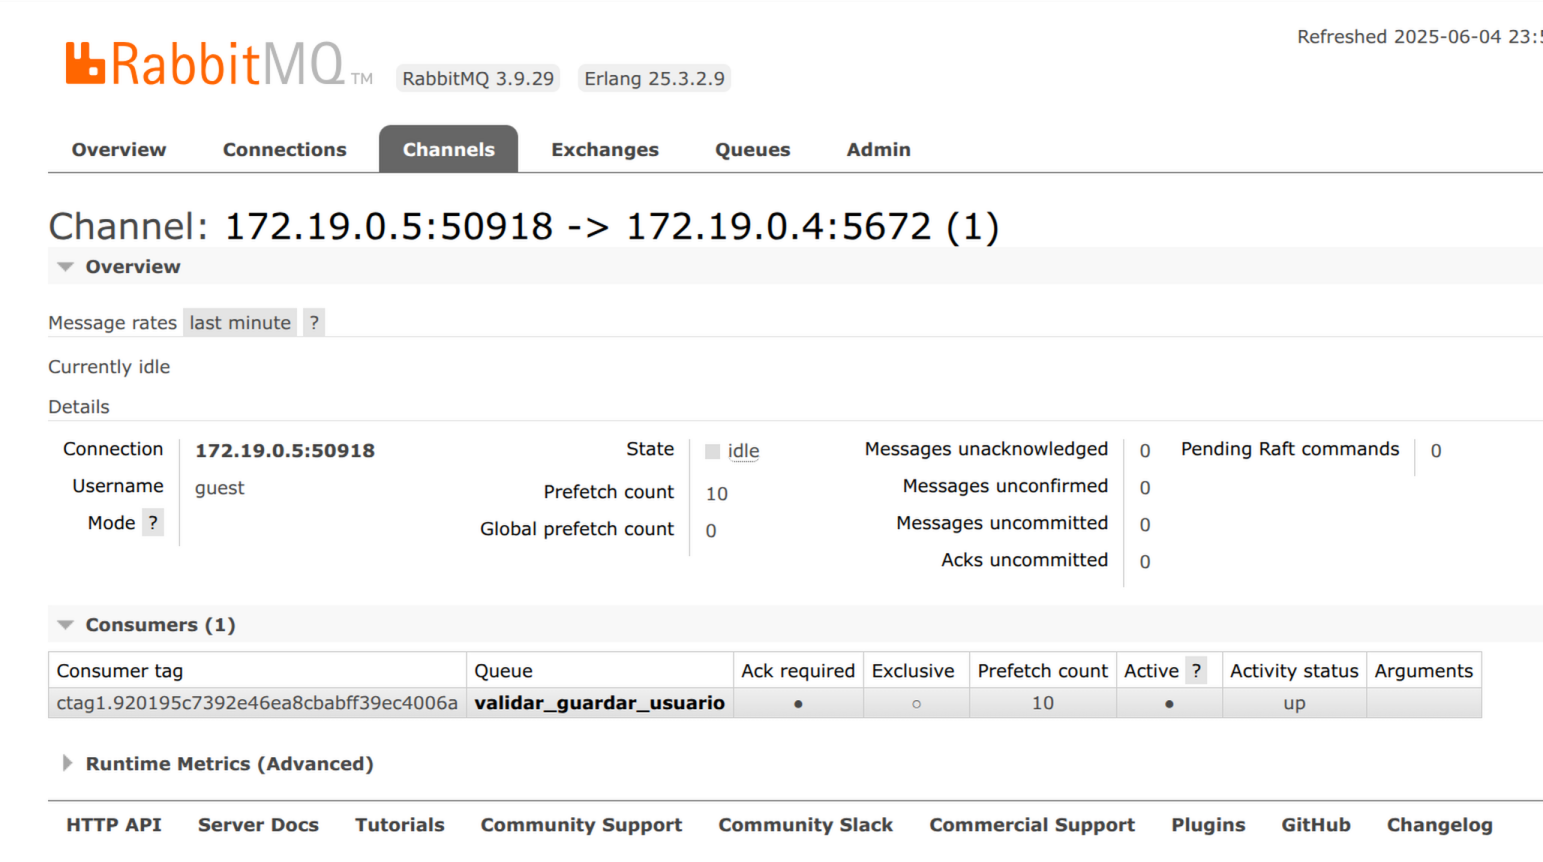 Refreshed 2025-06-04 23:5
RabbitMQ TM RabbitMQ 3.9.29 Erlang 25.3.2.9
Overview Connections Channels Exchanges Queues Admin
Channel: 172.19.0.5:50918 -> 172.19.0.4:5672 (1)
Overview
Message rates last minute ?
Currently idle
Details
Connection 172.19.0.5:50918 State idle Messages unacknowledged 0 Pending Raft commands 0
Username guest Prefetch count 10 Messages unconfirmed 0
Mode ? Global prefetch count 0 Messages uncommitted 0
Acks uncommitted 0
Consumers (1)
Consumer tag Queue Ack required Exclusive Prefetch count Active ? Activity status Arguments
ctag1.920195c7392e46ea8cbabff39ec4006a validar_guardar_usuario ● ○ 10 ● up
Runtime Metrics (Advanced)
HTTP API Server Docs Tutorials Community Support Community Slack Commercial Support Plugins GitHub Changelog